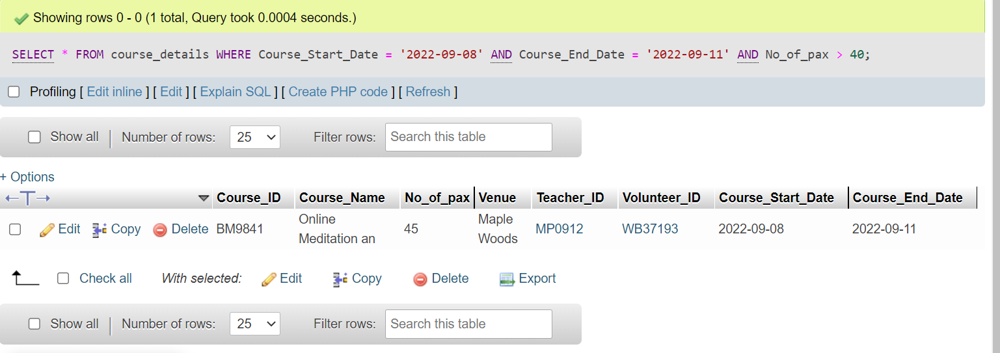 Showing rows 0 - 0 (1 total, Query took 0.0004 seconds.)
SELECT * FROM course_details WHERE Course_Start_Date = '2022-09-08' AND Course_End_Date = '2022-09-11' AND No_of_pax > 40;
Profiling [ Edit inline ] [ Edit ] [ Explain SQL ] [ Create PHP code ] [ Refresh ]
Show all | Number of rows: 25 Filter rows: Search this table
+ Options
←T→ Course_ID Course_Name No_of_pax Venue Teacher_ID Volunteer_ID Course_Start_Date Course_End_Date
Edit Copy Delete BM9841 Online Meditation an 45 Maple Woods MP0912 WB37193 2022-09-08 2022-09-11
Check all With selected: Edit Copy Delete Export
Show all | Number of rows: 25 Filter rows: Search this table